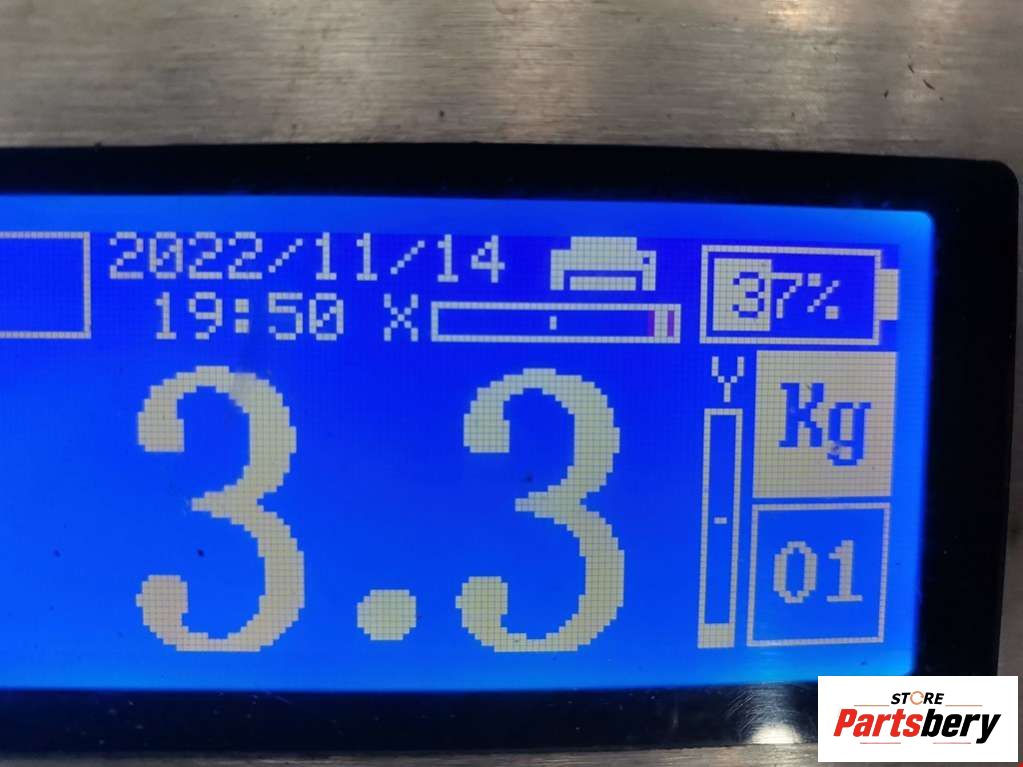 2022/11/14
19:50 X
37%
3.3
Y
Kg
01
STORE
Partsbery